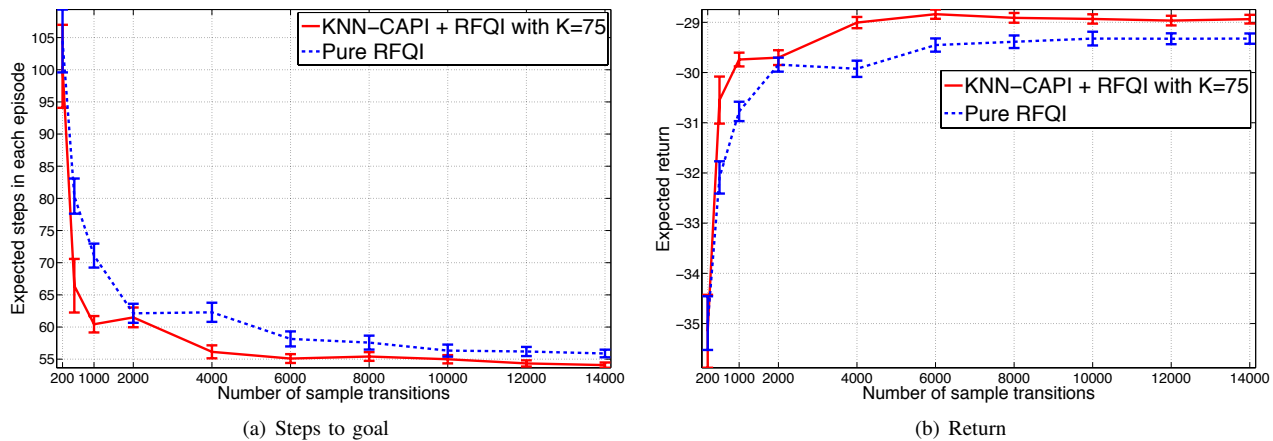 KNN-CAPI + RFQI with K=75
Pure RFQI
Expected steps in each episode
105
100
95
90
85
80
75
70
65
60
55
200 1000 2000 4000 6000 8000 10000 12000 14000
Number of sample transitions
(a) Steps to goal
KNN-CAPI + RFQI with K=75
Pure RFQI
Expected return
−29
−30
−31
−32
−33
−34
−35
200 1000 2000 4000 6000 8000 10000 12000 14000
Number of sample transitions
(b) Return